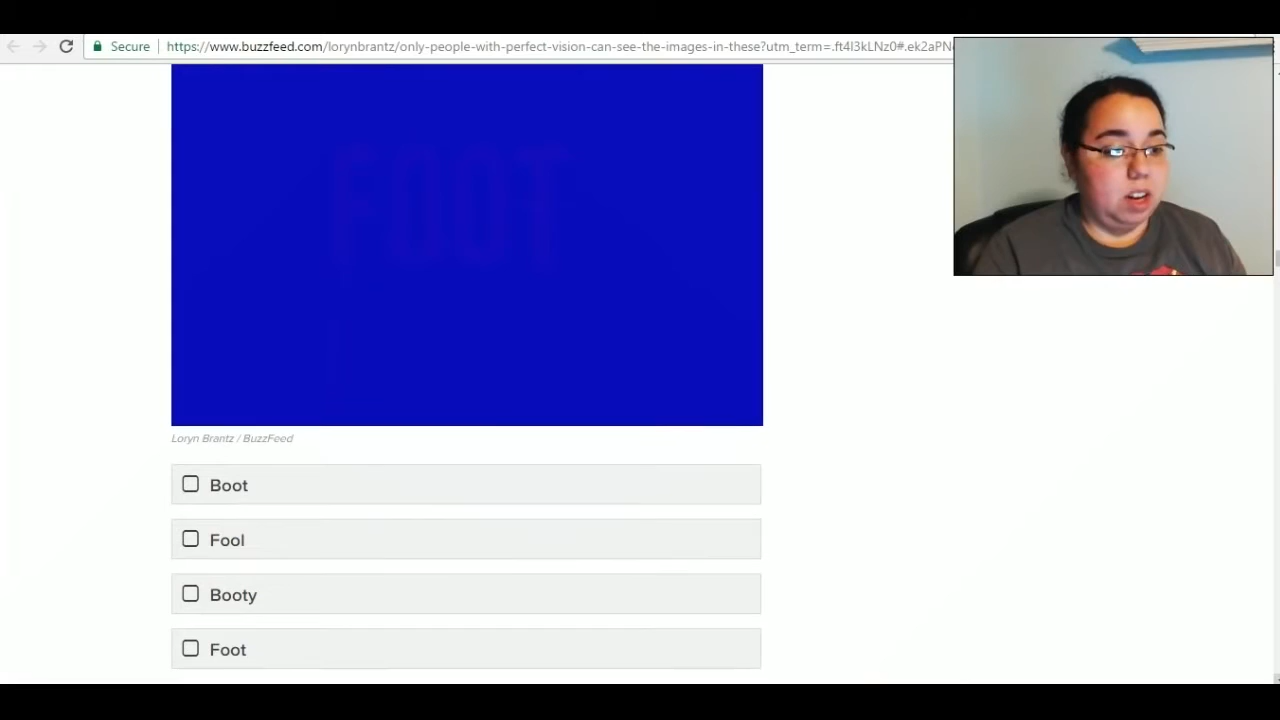 Secure https://www.buzzfeed.com/lorynbrantz/only-people-with-perfect-vision-can-see-the-images-in-these?utm_term=.ft4l3kLNz0#.ek2aPN
FOOT
Loryn Brantz / BuzzFeed
Boot
Fool
Booty
Foot